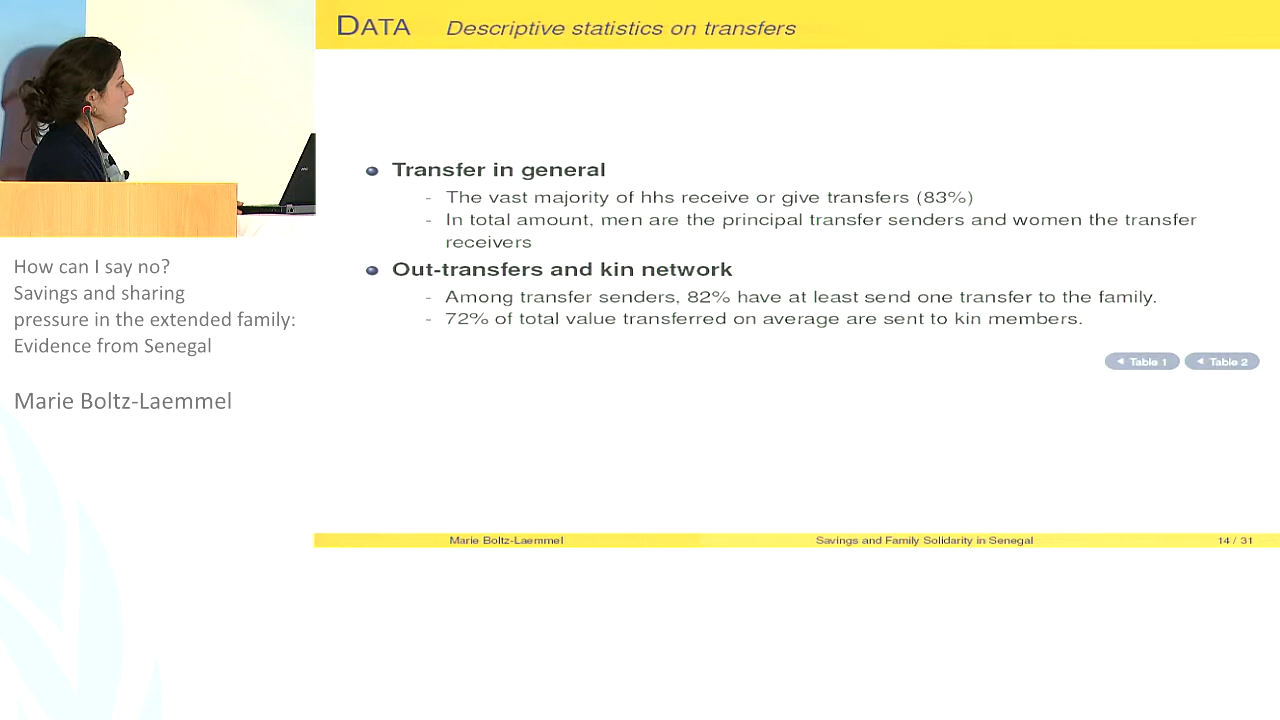 DATA Descriptive statistics on transfers
Transfer in general
- The vast majority of hhs receive or give transfers (83%)
- In total amount, men are the principal transfer senders and women the transfer
receivers
Out-transfers and kin network
- Among transfer senders, 82% have at least send one transfer to the family.
- 72% of total value transferred on average are sent to kin members.
Table 1 Table 2
Marie Boltz-Laemmel Savings and Family Solidarity in Senegal 14 / 31
How can I say no?
Savings and sharing
pressure in the extended family:
Evidence from Senegal
Marie Boltz-Laemmel